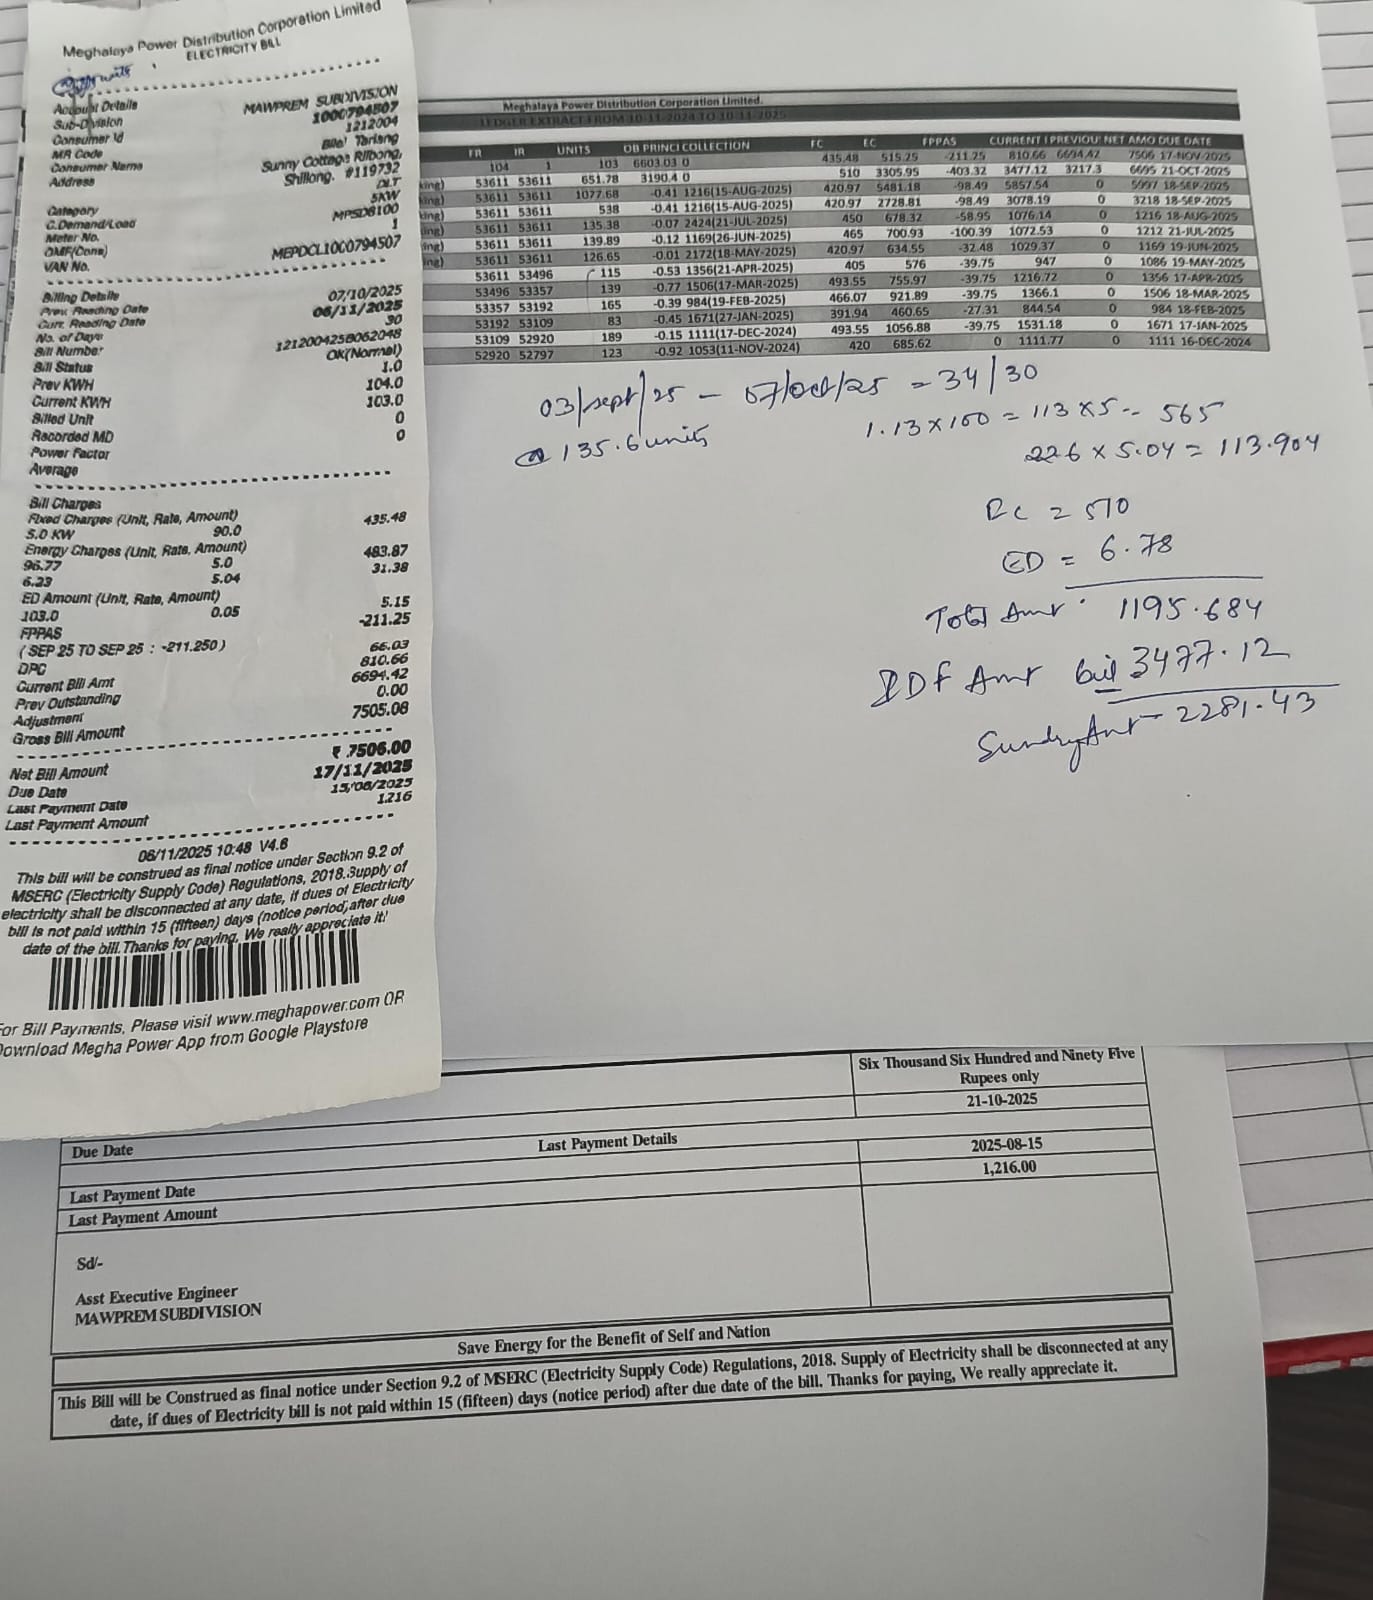 Meghalaya Power Distribution Corporation Limited
ELECTRICITY BILL
Account Details
Sub-Division MAWPREM SUBDIVISION
Consumer Id 1000794507
MR Code 1212004
Consumer Name Bilal Tariang
Address Sunny Cottage Rilbong,
Shillong. #119732
Category DLT
C.Demand/Load 5KW
Meter No. MPSD8100
OMF(Cons) 1
VAN No. MEPDCL1000794507
Billing Details
Prev. Reading Date 07/10/2025
Curr. Reading Date 06/11/2025
No. of Days 30
Bill Number 121200425B062048
Bill Status OK(Normal)
Prev KWH 1.0
Current KWH 104.0
Billed Unit 103.0
Recorded MD 0
Power Factor 0
Average
Bill Charges
Fixed Charges (Unit, Rate, Amount)
5.0 KW 90.0 435.48
Energy Charges (Unit, Rate, Amount)
96.77 5.0 483.87
6.23 5.04 31.38
ED Amount (Unit, Rate, Amount)
103.0 0.05 5.15
FPPAS -211.25
( SEP 25 TO SEP 25 : -211.250 )
DPC 66.03
Current Bill Amt 810.66
Prev Outstanding 6694.42
Adjustment 0.00
Gross Bill Amount 7505.08
Net Bill Amount ₹ 7506.00
Due Date 17/11/2025
Last Payment Date 15/08/2025
Last Payment Amount 1216
06/11/2025 10:48 V4.6
This bill will be construed as final notice under Section 9.2 of
MSERC (Electricity Supply Code) Regulations, 2018.Supply of
electricity shall be disconnected at any date, if dues of Electricity
bill is not paid within 15 (fifteen) days (notice period) after due
date of the bill.Thanks for paying, We really appreciate it!
For Bill Payments, Please visit www.meghapower.com OR
Download Megha Power App from Google Playstore
Meghalaya Power Distribution Corporation Limited.
LEDGER EXTRACT FROM 10-11-2024 TO 10-11-2025
FR IR UNITS OB PRINCI COLLECTION FC EC FPPAS CURRENT I PREVIOU' NET AMO DUE DATE
104 1 103 6603.03 0 435.48 515.25 -211.25 810.66 6694.42 7506 17-NOV-2025
king) 53611 53611 651.78 3190.4 0 510 3305.95 -403.32 3477.12 3217.3 6695 21-OCT-2025
king) 53611 53611 1077.68 -0.41 1216(15-AUG-2025) 420.97 5481.18 -98.49 5857.54 0 5997 18-SEP-2025
king) 53611 53611 538 -0.41 1216(15-AUG-2025) 420.97 2728.81 -98.49 3078.19 0 3218 18-SEP-2025
king) 53611 53611 135.38 -0.07 2424(21-JUL-2025) 450 678.32 -58.95 1076.14 0 1216 18-AUG-2025
ing) 53611 53611 139.89 -0.12 1169(26-JUN-2025) 465 700.93 -100.39 1072.53 0 1212 21-JUL-2025
ing) 53611 53611 126.65 -0.01 2172(18-MAY-2025) 420.97 634.55 -32.48 1029.37 0 1169 19-JUN-2025
53611 53496 115 -0.53 1356(21-APR-2025) 405 576 -39.75 947 0 1086 19-MAY-2025
53496 53357 139 -0.77 1506(17-MAR-2025) 493.55 755.97 -39.75 1216.72 0 1356 17-APR-2025
53357 53192 165 -0.39 984(19-FEB-2025) 466.07 921.89 -39.75 1366.1 0 1506 18-MAR-2025
53192 53109 83 -0.45 1671(27-JAN-2025) 391.94 460.65 -27.31 844.54 0 984 18-FEB-2025
53109 52920 189 -0.15 1111(17-DEC-2024) 493.55 1056.88 -39.75 1531.18 0 1671 17-JAN-2025
52920 52797 123 -0.92 1053(11-NOV-2024) 420 685.62 0 1111.77 0 1111 16-DEC-2024
03/sept/25 - 07/oct/25 = 34/30
@ 135.6 units
1.13 x 100 = 113 x 5 -- 565
22.6 x 5.04 = 113.904
= 510
ED = 6.78
Total Amt 1195.684
IDF Amt bill 3477.12
Sundry Amt - 2281.43
Six Thousand Six Hundred and Ninety Five
Rupees only
Due Date 21-10-2025
Last Payment Details
Last Payment Date 2025-08-15
Last Payment Amount 1,216.00
Sd/-
Asst Executive Engineer
MAWPREM SUBDIVISION
Save Energy for the Benefit of Self and Nation
This Bill will be Construed as final notice under Section 9.2 of MSERC (Electricity Supply Code) Regulations, 2018. Supply of Electricity shall be disconnected at any
date, if dues of Electricity bill is not paid within 15 (fifteen) days (notice period) after due date of the bill. Thanks for paying, We really appreciate it.